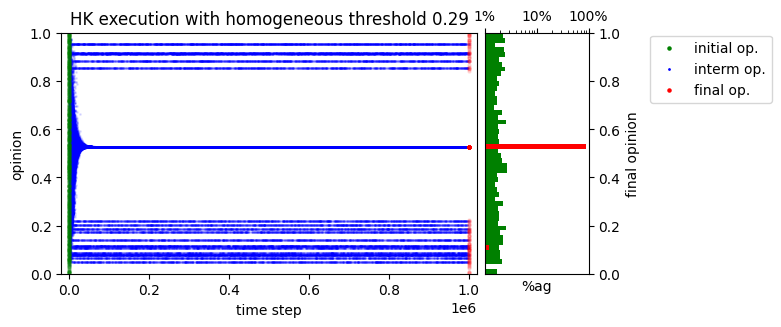 HK execution with homogeneous threshold 0.29
1% 10% 100%
initial op.
interm op.
final op.
opinion
1.0
0.8
0.6
0.4
0.2
0.0
final opinion
1.0
0.8
0.6
0.4
0.2
0.0
0.0 0.2 0.4 0.6 0.8 1.0
1e6
time step
%ag